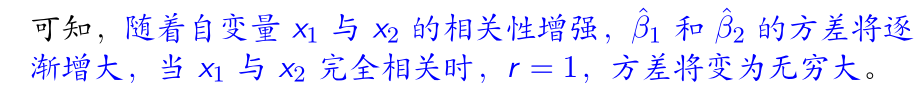 可知，随着自变量 x₁ 与 x₂ 的相关性增强，β̂₁ 和 β̂₂ 的方差将逐
渐增大，当 x₁ 与 x₂ 完全相关时，r = 1，方差将变为无穷大。